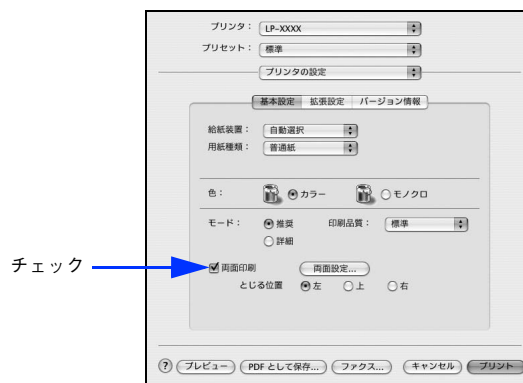 プリンタ： LP-XXXX
プリセット： 標準
プリンタの設定
基本設定 拡張設定 バージョン情報
給紙装置： 自動選択
用紙種類： 普通紙
色： カラー モノクロ
モード： 推奨 印刷品質： 標準
詳細
チェック 両面印刷 両面設定...
とじる位置 左 上 右
? プレビュー PDF として保存... ファクス... キャンセル プリント